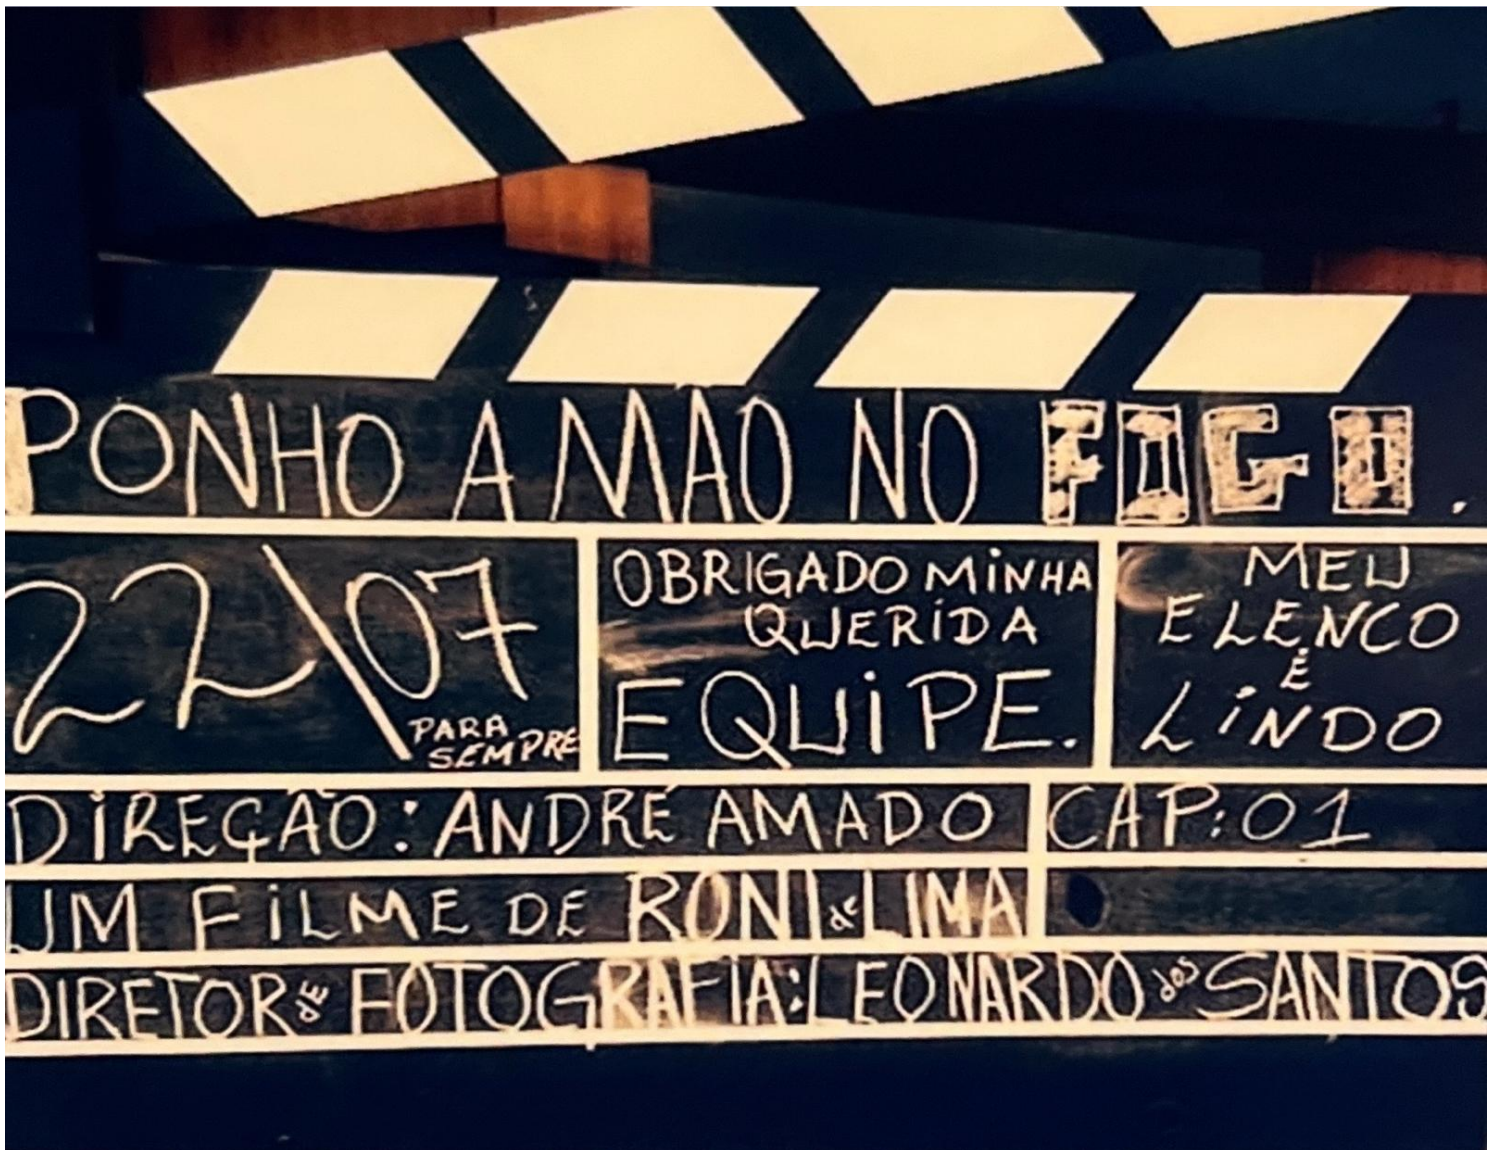 PONHO A MAO NO FOGO.
22\07
PARA
SEMPRE
OBRIGADO MINHA
QUERIDA
EQUIPE.
MEU
ELENCO
É
LINDO
DIREÇÃO: ANDRÉ AMADO
CAP:01
UM FILME DE RONI de LIMA
DIRETOR de FOTOGRAFIA: LEONARDO dos SANTOS